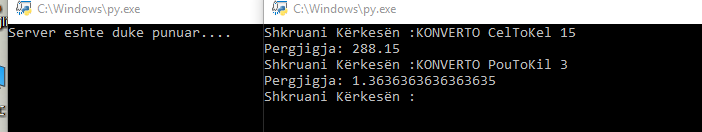 C:\Windows\py.exe
Server eshte duke punuar....
C:\Windows\py.exe
Shkruani Kërkesën :KONVERTO CelToKel 15
Pergjigja: 288.15
Shkruani Kërkesën :KONVERTO PouToKil 3
Pergjigja: 1.3636363636363635
Shkruani Kërkesën :